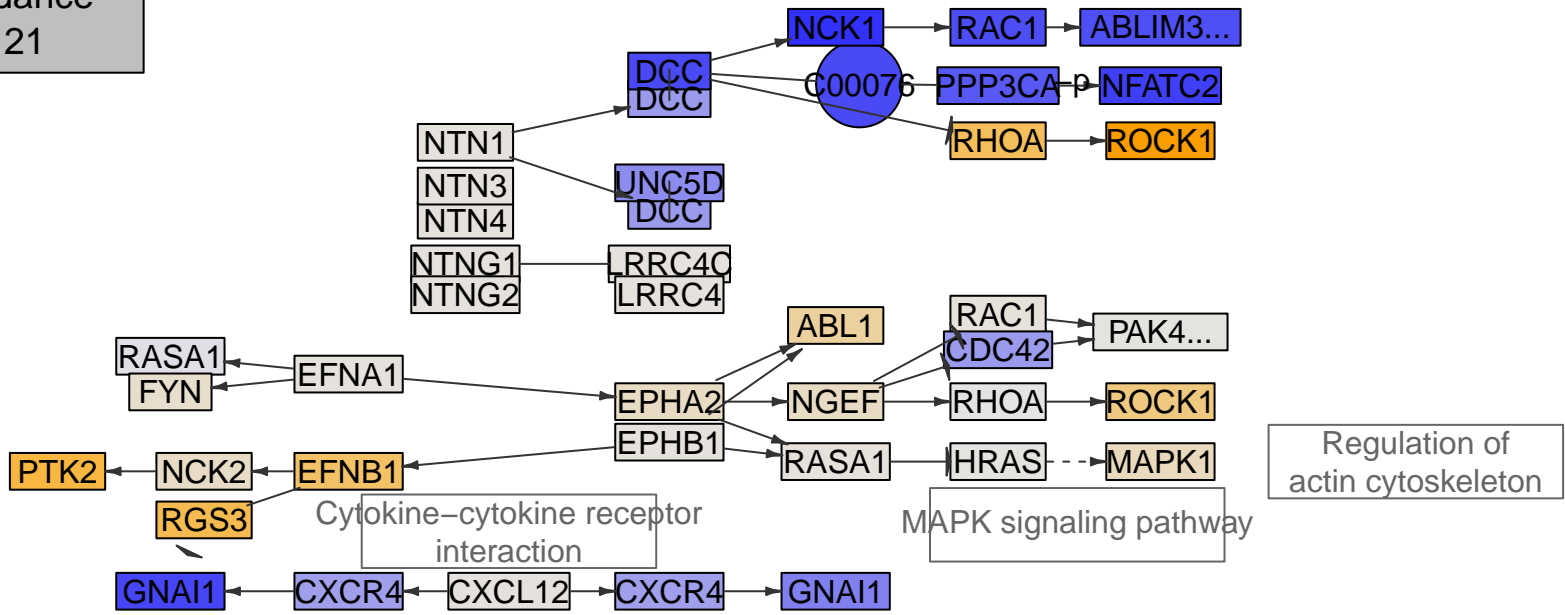 21
NCK1
RAC1
ABLIM3...
DCC
DCC
C00076
PPP3CA
+p
NFATC2
NTN1
RHOA
ROCK1
NTN3
UNC5D
NTN4
DCC
NTNG1
LRRC4C
NTNG2
LRRC4
ABL1
RAC1
PAK4...
RASA1
EFNA1
CDC42
FYN
EPHA2
NGEF
RHOA
ROCK1
EPHB1
PTK2
NCK2
EFNB1
RASA1
HRAS
MAPK1
Regulation of
actin cytoskeleton
RGS3
Cytokine−cytokine receptor
interaction
MAPK signaling pathway
GNAI1
CXCR4
CXCL12
CXCR4
GNAI1